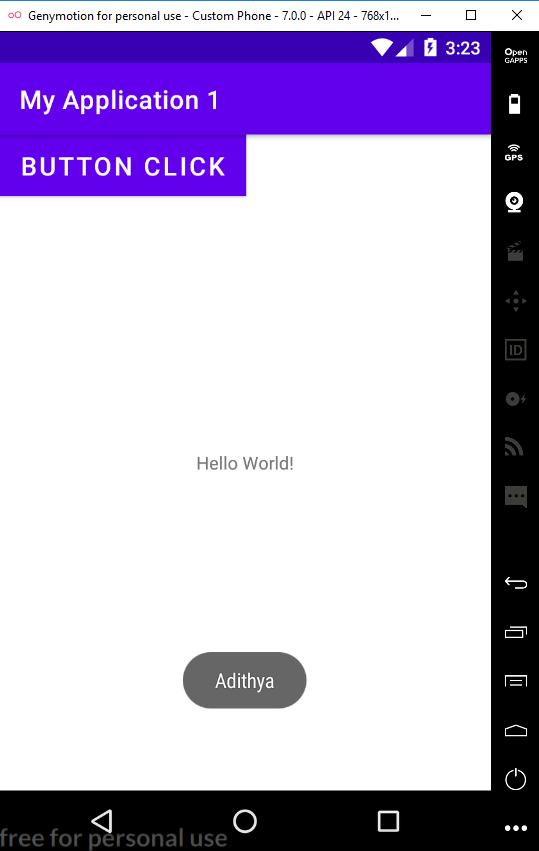 Genymotion for personal use - Custom Phone - 7.0.0 - API 24 - 768x1...
3:23
Open
GAPPS
My Application 1
BUTTON CLICK
GPS
ID
Hello World!
Adithya
free for personal use